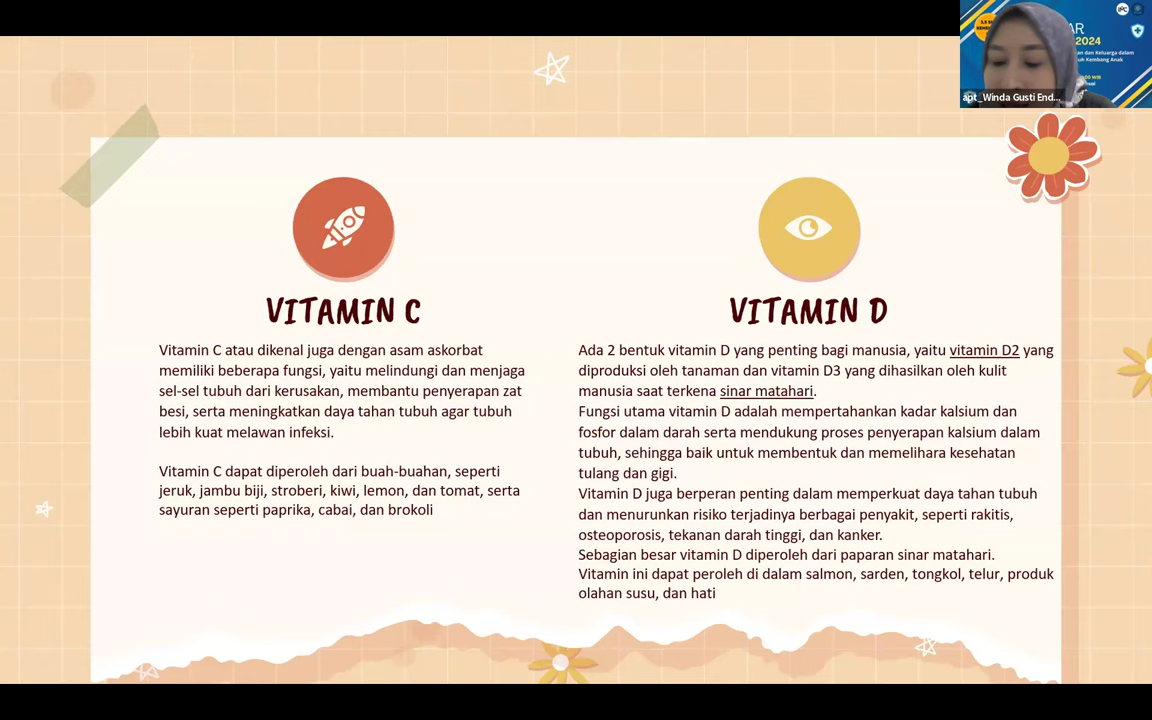 AR
2024
an dan Keluarga dalam
uh Kembang Anak
apt_Winda Gusti End...
VITAMIN C
Vitamin C atau dikenal juga dengan asam askorbat
memiliki beberapa fungsi, yaitu melindungi dan menjaga
sel-sel tubuh dari kerusakan, membantu penyerapan zat
besi, serta meningkatkan daya tahan tubuh agar tubuh
lebih kuat melawan infeksi.
Vitamin C dapat diperoleh dari buah-buahan, seperti
jeruk, jambu biji, stroberi, kiwi, lemon, dan tomat, serta
sayuran seperti paprika, cabai, dan brokoli
VITAMIN D
Ada 2 bentuk vitamin D yang penting bagi manusia, yaitu vitamin D2 yang
diproduksi oleh tanaman dan vitamin D3 yang dihasilkan oleh kulit
manusia saat terkena sinar matahari.
Fungsi utama vitamin D adalah mempertahankan kadar kalsium dan
fosfor dalam darah serta mendukung proses penyerapan kalsium dalam
tubuh, sehingga baik untuk membentuk dan memelihara kesehatan
tulang dan gigi.
Vitamin D juga berperan penting dalam memperkuat daya tahan tubuh
dan menurunkan risiko terjadinya berbagai penyakit, seperti rakitis,
osteoporosis, tekanan darah tinggi, dan kanker.
Sebagian besar vitamin D diperoleh dari paparan sinar matahari.
Vitamin ini dapat peroleh di dalam salmon, sarden, tongkol, telur, produk
olahan susu, dan hati